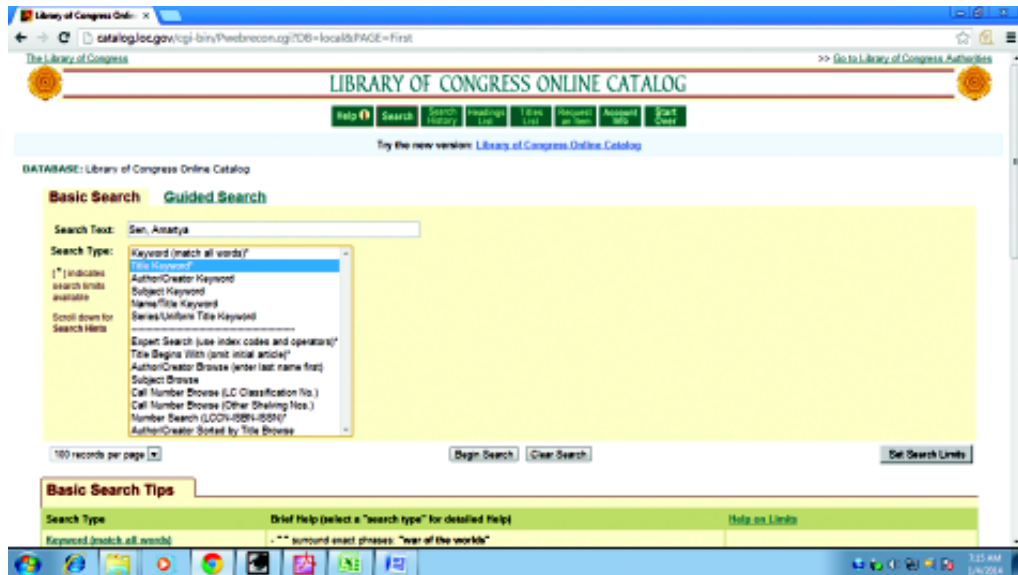 Library of Congress Onlin
catalog.loc.gov/cgi-bin/Pwebrecon.cgi?DB=local&PAGE=First
The Library of Congress >> Go to Library of Congress Authorities
LIBRARY OF CONGRESS ONLINE CATALOG
Help Search Search History Headings List Titles List Request an Item Account Info Start Over
Try the new version: Library of Congress Online Catalog
DATABASE: Library of Congress Online Catalog
Basic Search Guided Search
Search Text: Sen, Amartya
Search Type:
[*] indicates
search limits
available
Scroll down for
Search Hints
Keyword (match all words)*
Title Keyword*
Author/Creator Keyword
Subject Keyword
Name/Title Keyword
Series/Uniform Title Keyword
Expert Search (use index codes and operators)*
Title Begins With (omit initial article)*
Author/Creator Browse (enter last name first)
Subject Browse
Call Number Browse (LC Classification No.)
Call Number Browse (Other Shelving Nos.)
Number Search (LCCN-ISBN-ISSN)*
Author/Creator Sorted by Title Browse
100 records per page Begin Search Clear Search Set Search Limits
Basic Search Tips
Search Type Brief Help (select a "search type" for detailed Help) Help on Limits
Keyword (match all words) - " " surround exact phrases: "war of the worlds"
7:15 AM
1/4/2014